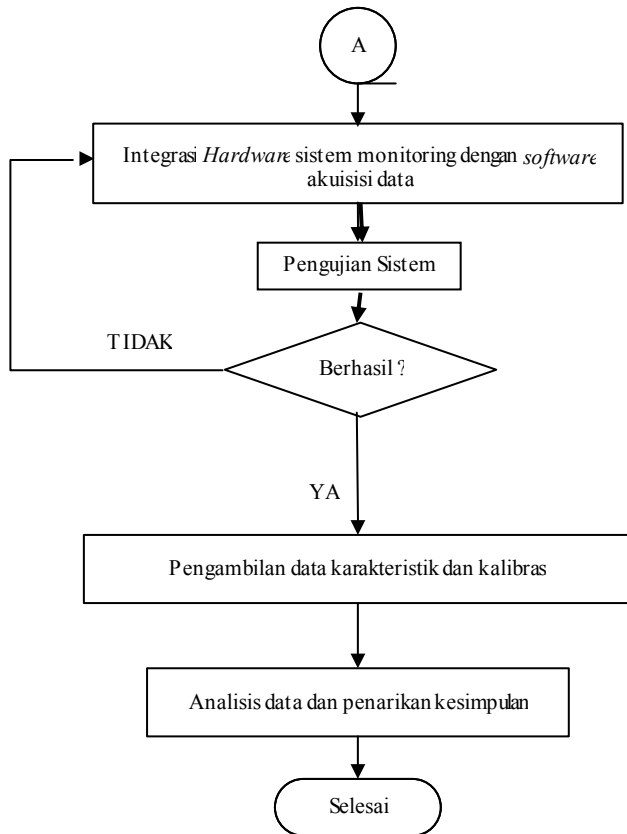 A
Integrasi Hardware sistem monitoring dengan software
akuisisi data
Pengujian Sistem
TIDAK
Berhasil ?
YA
Pengambilan data karakteristik dan kalibras
Analisis data dan penarikan kesimpulan
Selesai